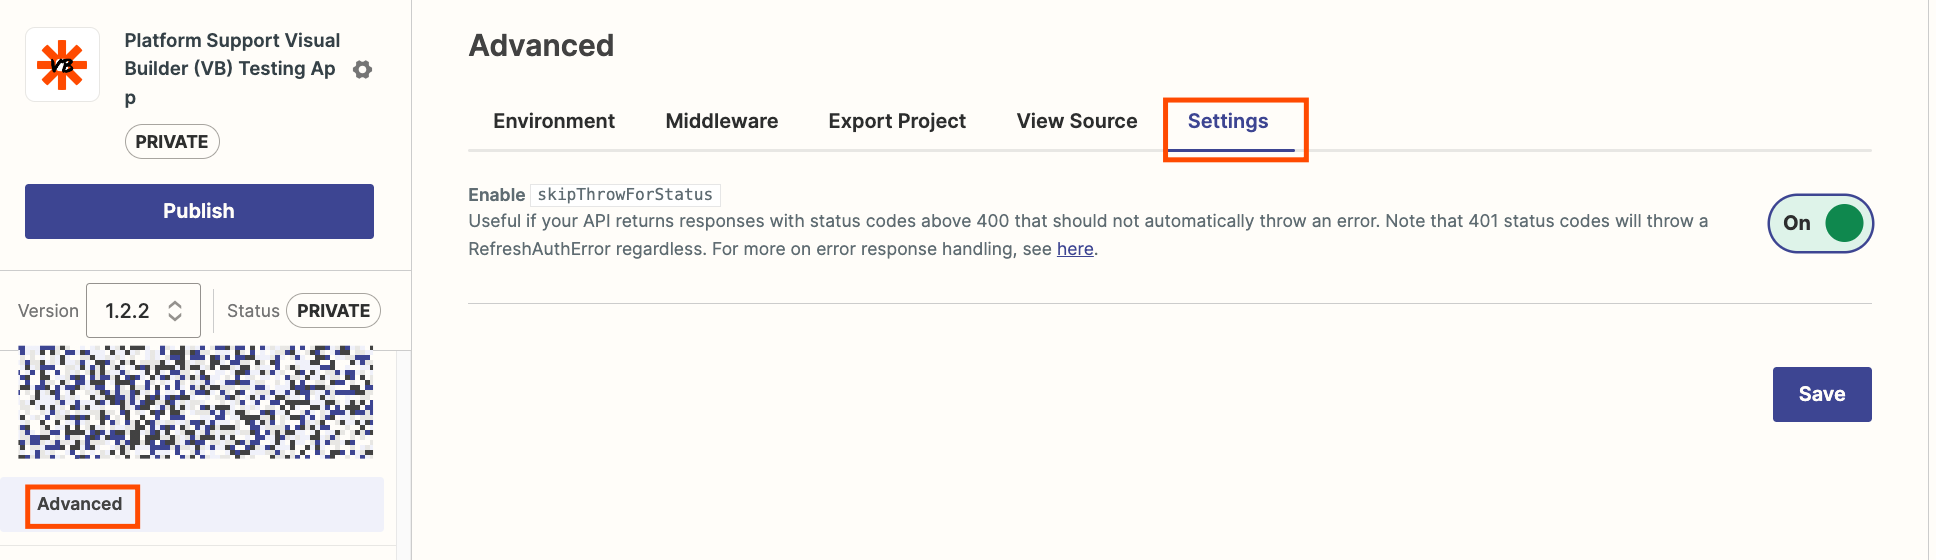 VB
Platform Support Visual
Builder (VB) Testing Ap
p
PRIVATE
Publish
Version 1.2.2 Status PRIVATE
Advanced
Advanced
Environment Middleware Export Project View Source Settings
Enable skipThrowForStatus
Useful if your API returns responses with status codes above 400 that should not automatically throw an error. Note that 401 status codes will throw a
RefreshAuthError regardless. For more on error response handling, see here.
On
Save